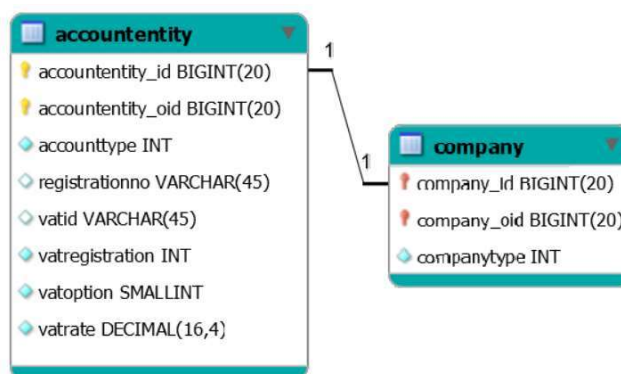 accountentity
accountentity_id BIGINT(20)
accountentity_oid BIGINT(20)
accounttype INT
registrationno VARCHAR(45)
vatid VARCHAR(45)
vatregistration INT
vatoption SMALLINT
vatrate DECIMAL(16,4)
1
1
company
company_id BIGINT(20)
company_oid BIGINT(20)
companytype INT